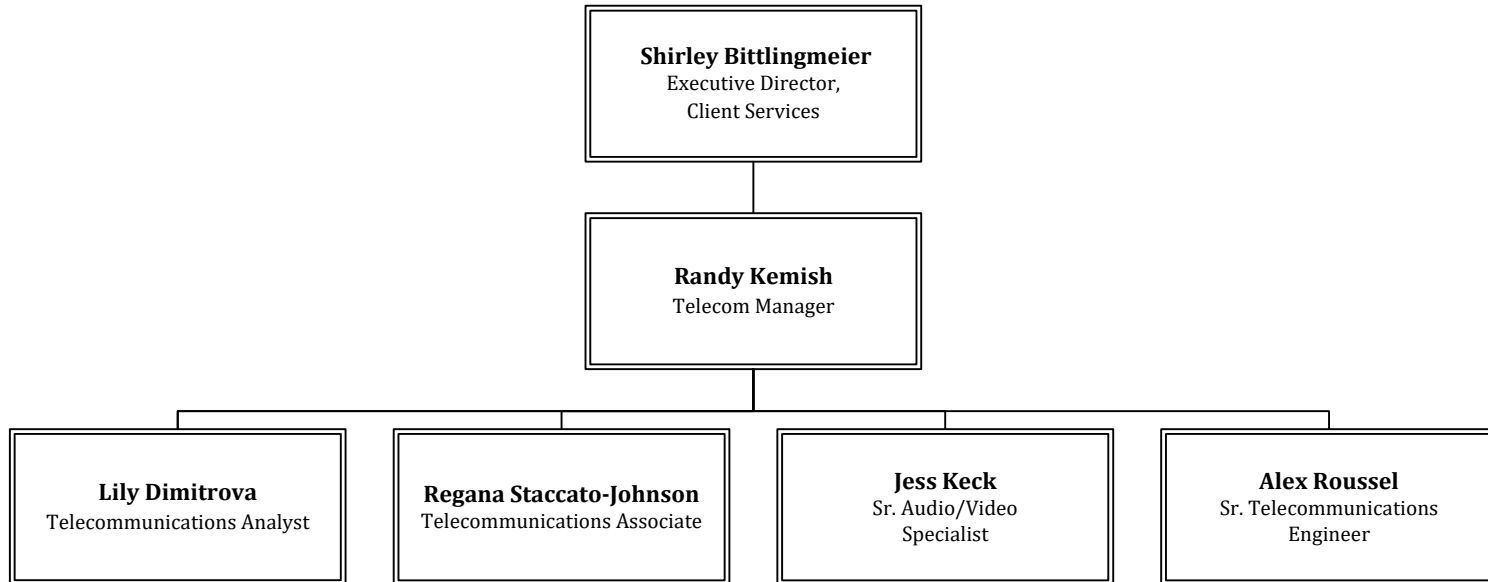 Shirley Bittlingmeier
Executive Director,
Client Services
Randy Kemish
Telecom Manager
Lily Dimitrova
Telecommunications Analyst
Regana Staccato-Johnson
Telecommunications Associate
Jess Keck
Sr. Audio/Video
Specialist
Alex Roussel
Sr. Telecommunications
Engineer